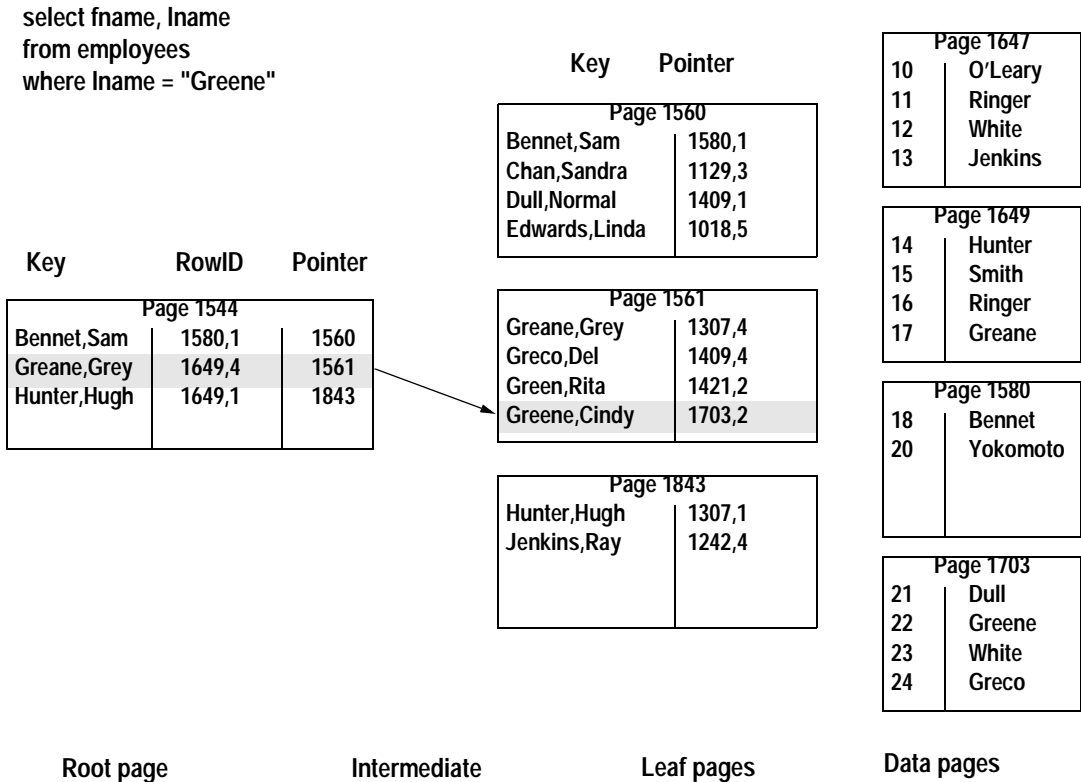 select fname, lname
from employees
where lname = "Greene"
Key RowID Pointer
Page 1544
Bennet,Sam 1580,1 1560
Greane,Grey 1649,4 1561
Hunter,Hugh 1649,1 1843
Key Pointer
Page 1560
Bennet,Sam 1580,1
Chan,Sandra 1129,3
Dull,Normal 1409,1
Edwards,Linda 1018,5
Page 1561
Greane,Grey 1307,4
Greco,Del 1409,4
Green,Rita 1421,2
Greene,Cindy 1703,2
Page 1843
Hunter,Hugh 1307,1
Jenkins,Ray 1242,4
Page 1647
10 O’Leary
11 Ringer
12 White
13 Jenkins
Page 1649
14 Hunter
15 Smith
16 Ringer
17 Greane
Page 1580
18 Bennet
20 Yokomoto
Page 1703
21 Dull
22 Greene
23 White
24 Greco
Root page Intermediate Leaf pages Data pages